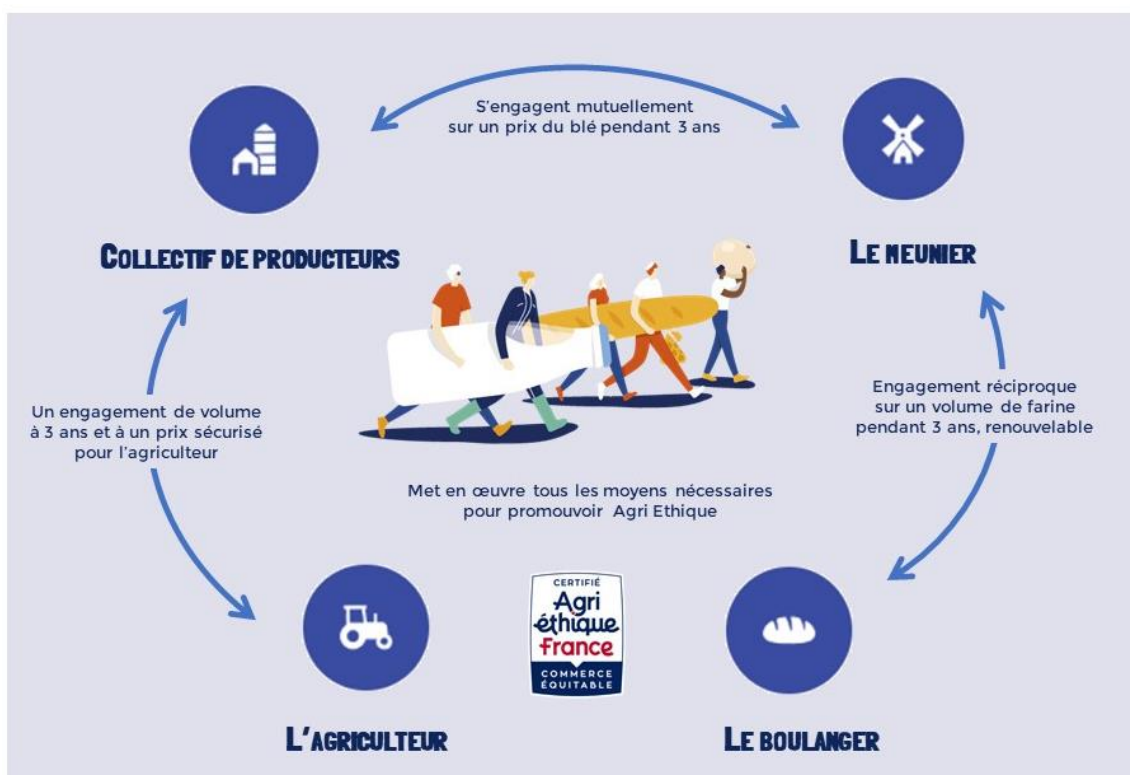 S'engagent mutuellement
sur un prix du blé pendant 3 ans
COLLECTIF DE PRODUCTEURS
LE MEUNIER
Un engagement de volume
à 3 ans et à un prix sécurisé
pour l'agriculteur
Engagement réciproque
sur un volume de farine
pendant 3 ans, renouvelable
Met en œuvre tous les moyens nécessaires
pour promouvoir Agri Ethique
CERTIFIÉ
Agri
éthique
France
COMMERCE
ÉQUITABLE
L'AGRICULTEUR
LE BOULANGER